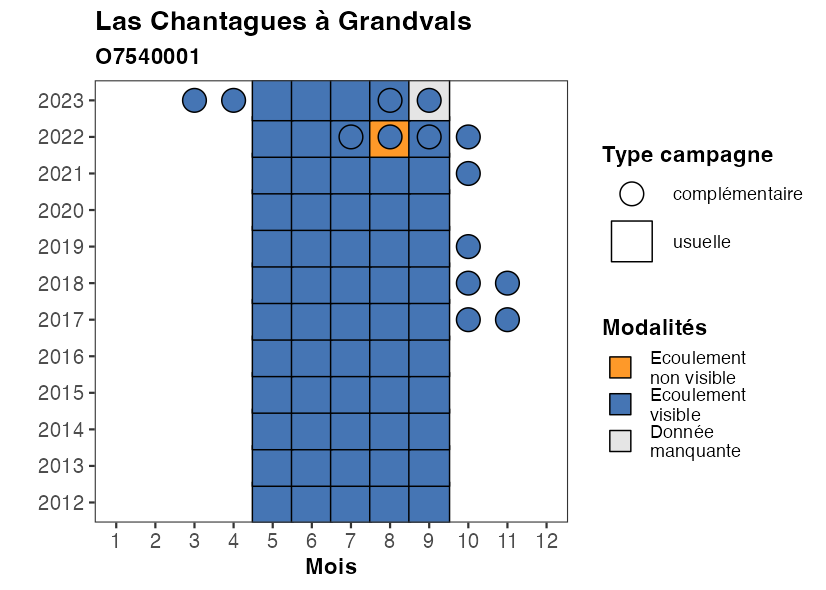 Las Chantagues à Grandvals
O7540001
2023
2022
2021
2020
2019
2018
2017
2016
2015
2014
2013
2012
1 2 3 4 5 6 7 8 9 10 11 12
Mois
Type campagne
complémentaire
usuelle
Modalités
Ecoulement
non visible
Ecoulement
visible
Donnée
manquante